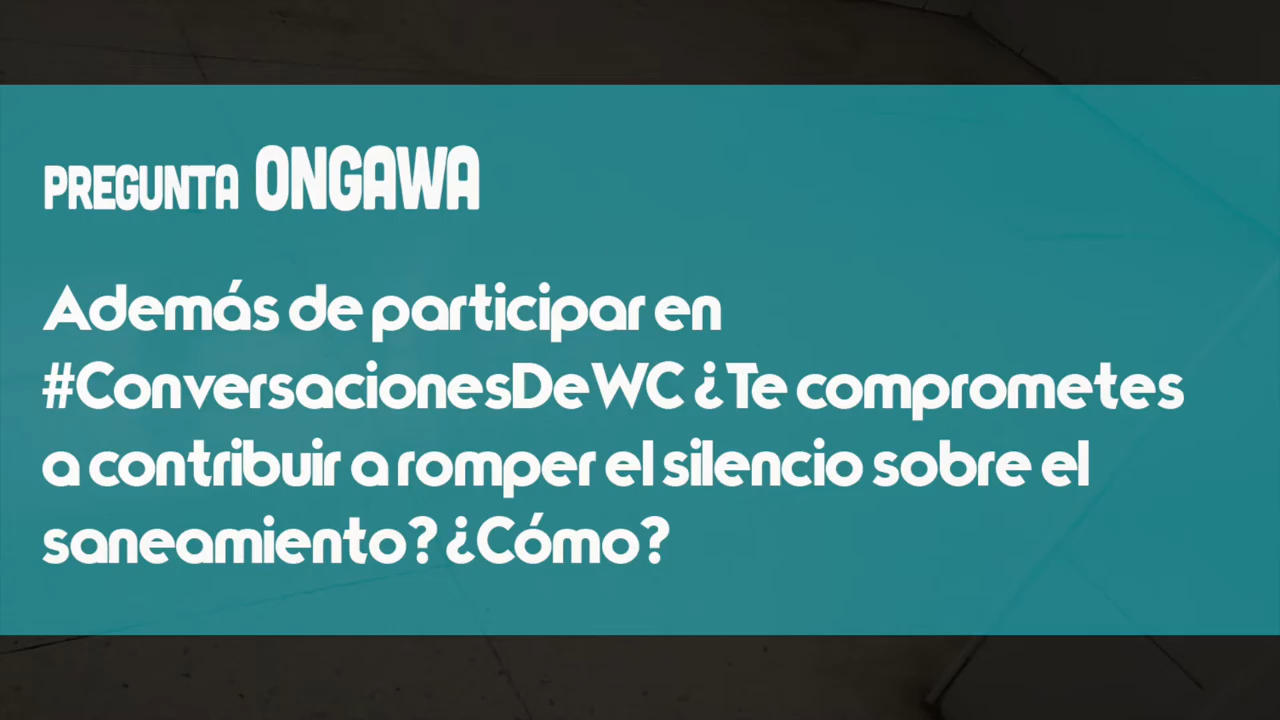 PREGUNTA ONGAWA
Además de participar en
#ConversacionesDeWC ¿Te comprometes
a contribuir a romper el silencio sobre el
saneamiento? ¿Cómo?